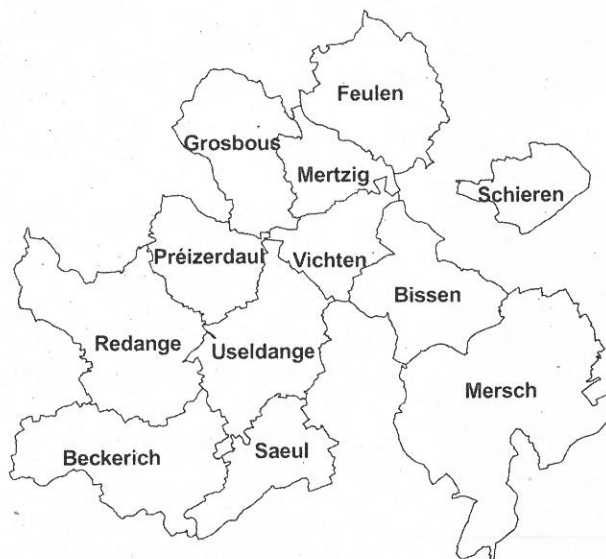 Feulen
Grosbous
Mertzig
Schieren
Préizerdaul
Vichten
Bissen
Redange
Useldange
Mersch
Beckerich
Saeul